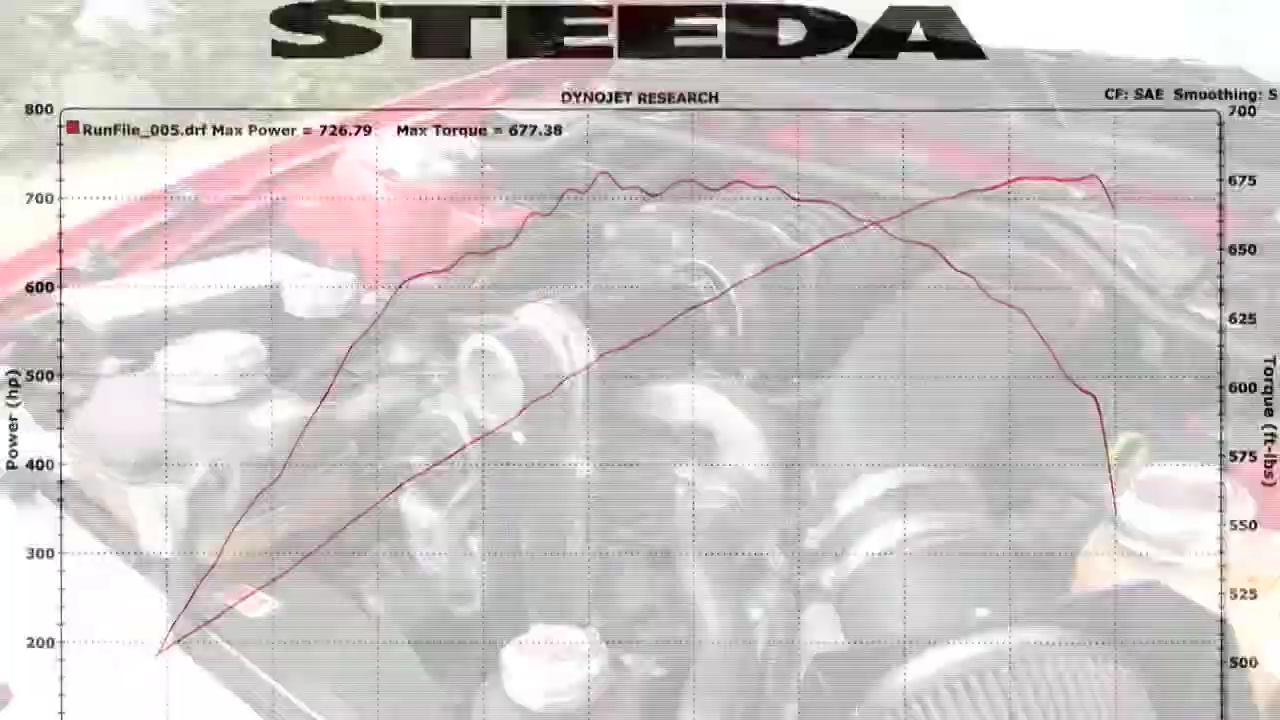 STEEDA
DYNOJET RESEARCH
CF: SAE Smoothing: S
RunFile_005.drf Max Power = 726.79 Max Torque = 677.38
800
700
600
500
400
300
200
Power (hp)
700
675
650
625
600
575
550
525
500
Torque (ft-lbs)